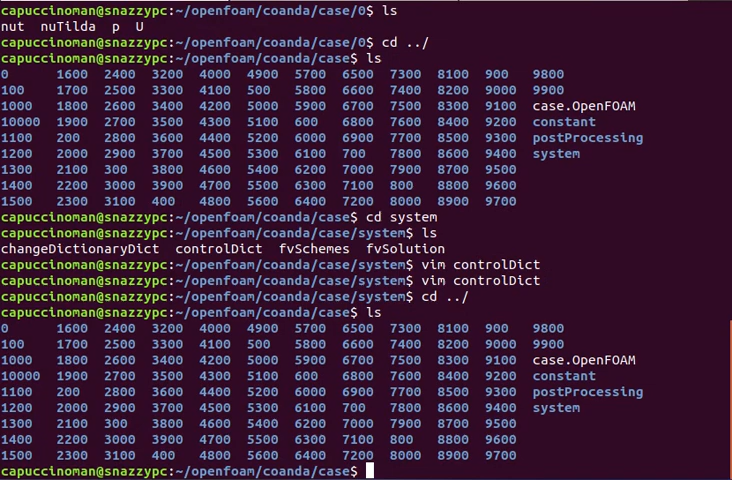 capuccinoman@snazzypc:~/openfoam/coanda/case/0$ ls
nut  nuTilda  p  U
capuccinoman@snazzypc:~/openfoam/coanda/case/0$ cd ../
capuccinoman@snazzypc:~/openfoam/coanda/case$ ls
0      1600  2400  3200  4000  4900  5700  6500  7300  8100  900   9800
100    1700  2500  3300  4100  500   5800  6600  7400  8200  9000  9900
1000   1800  2600  3400  4200  5000  5900  6700  7500  8300  9100  case.OpenFOAM
10000  1900  2700  3500  4300  5100  600   6800  7600  8400  9200  constant
1100   200   2800  3600  4400  5200  6000  6900  7700  8500  9300  postProcessing
1200   2000  2900  3700  4500  5300  6100  700   7800  8600  9400  system
1300   2100  300   3800  4600  5400  6200  7000  7900  8700  9500
1400   2200  3000  3900  4700  5500  6300  7100  800   8800  9600
1500   2300  3100  400   4800  5600  6400  7200  8000  8900  9700
capuccinoman@snazzypc:~/openfoam/coanda/case$ cd system
capuccinoman@snazzypc:~/openfoam/coanda/case/system$ ls
changeDictionaryDict  controlDict  fvSchemes  fvSolution
capuccinoman@snazzypc:~/openfoam/coanda/case/system$ vim controlDict
capuccinoman@snazzypc:~/openfoam/coanda/case/system$ vim controlDict
capuccinoman@snazzypc:~/openfoam/coanda/case/system$ cd ../
capuccinoman@snazzypc:~/openfoam/coanda/case$ ls
0      1600  2400  3200  4000  4900  5700  6500  7300  8100  900   9800
100    1700  2500  3300  4100  500   5800  6600  7400  8200  9000  9900
1000   1800  2600  3400  4200  5000  5900  6700  7500  8300  9100  case.OpenFOAM
10000  1900  2700  3500  4300  5100  600   6800  7600  8400  9200  constant
1100   200   2800  3600  4400  5200  6000  6900  7700  8500  9300  postProcessing
1200   2000  2900  3700  4500  5300  6100  700   7800  8600  9400  system
1300   2100  300   3800  4600  5400  6200  7000  7900  8700  9500
1400   2200  3000  3900  4700  5500  6300  7100  800   8800  9600
1500   2300  3100  400   4800  5600  6400  7200  8000  8900  9700
capuccinoman@snazzypc:~/openfoam/coanda/case$